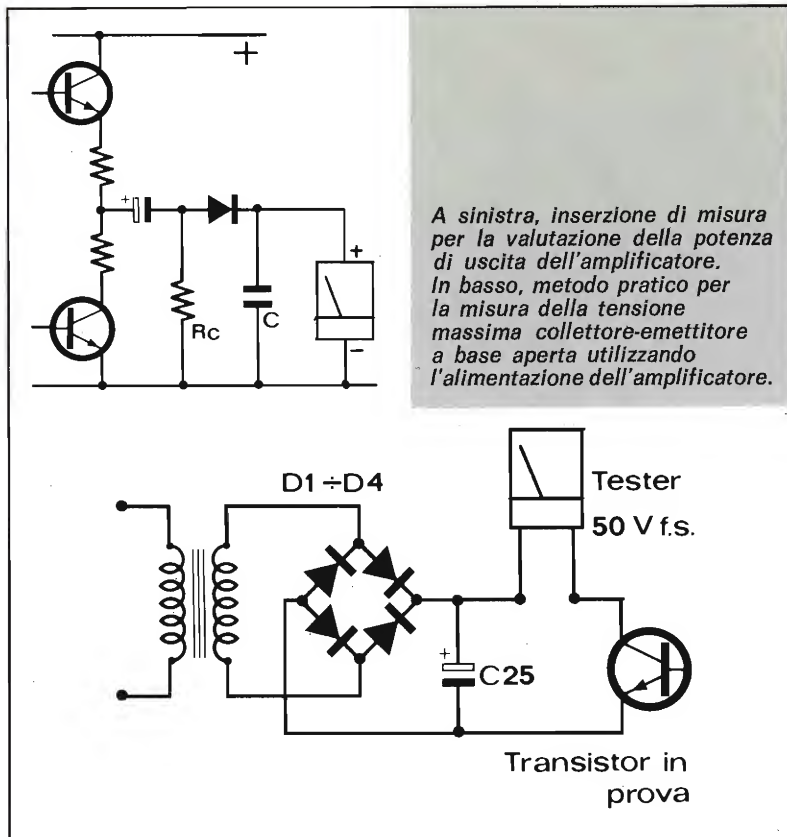 +
+
Rc
C
+
-
A sinistra, inserzione di misura
per la valutazione della potenza
di uscita dell'amplificatore.
In basso, metodo pratico per
la misura della tensione
massima collettore-emettitore
a base aperta utilizzando
l'alimentazione dell'amplificatore.
D1÷D4
Tester
50 V f.s.
+
C25
Transistor in
prova